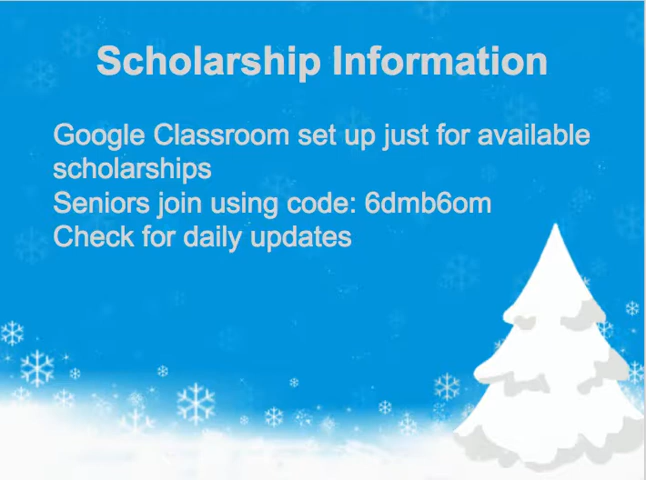 Scholarship Information
Google Classroom set up just for available
scholarships
Seniors join using code: 6dmb6om
Check for daily updates